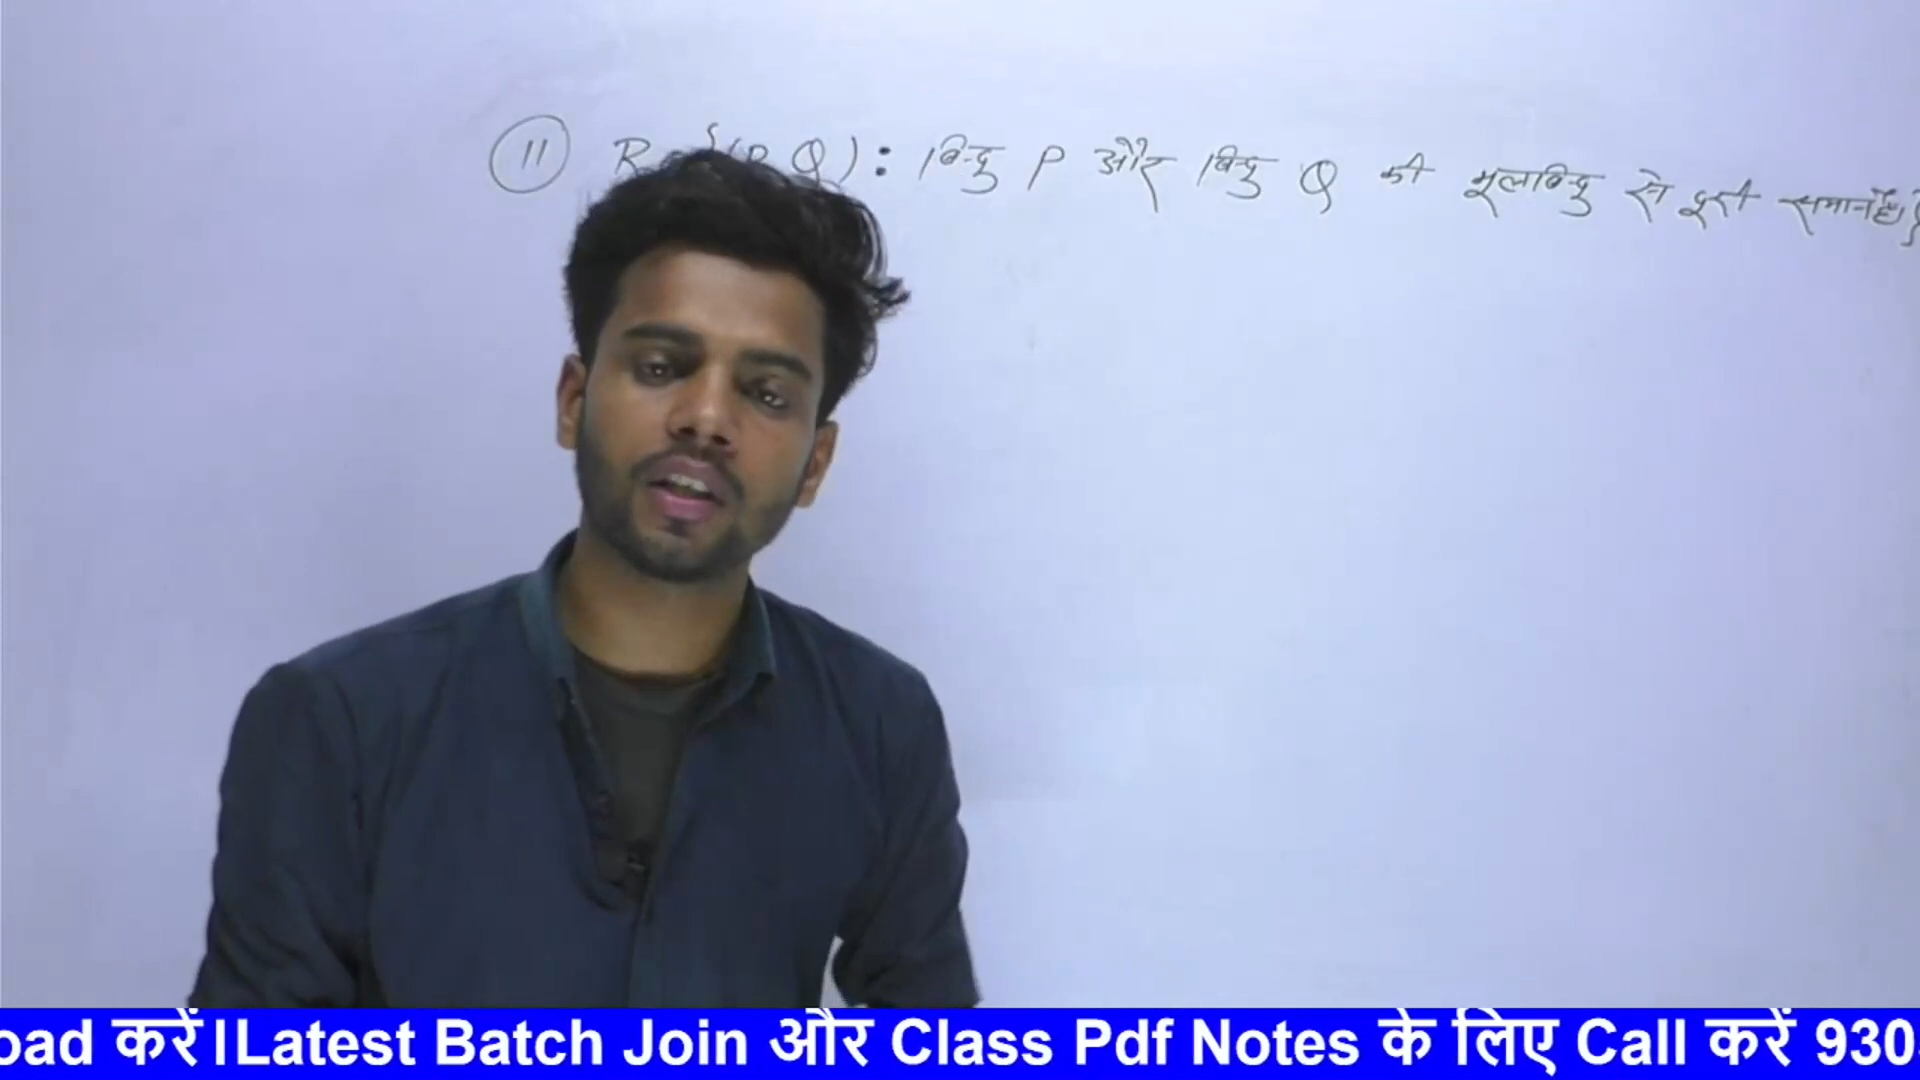 11 R {(P, Q) : बिन्दु P और बिन्दु Q की मूलबिन्दु से दूरी समान है।}
oad करें।Latest Batch Join और Class Pdf Notes के लिए Call करें 930